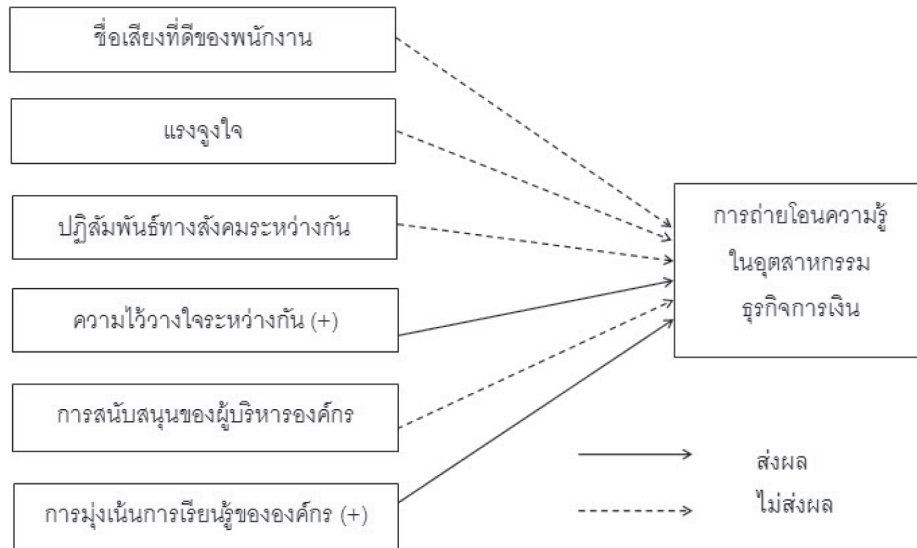 ชื่อเสียงที่ดีของพนักงาน
แรงจูงใจ
ปฏิสัมพันธ์ทางสังคมระหว่างกัน
ความไว้วางใจระหว่างกัน (+)
การสนับสนุนของผู้บริหารองค์กร
การมุ่งเน้นการเรียนรู้ขององค์กร (+)
การถ่ายโอนความรู้
ในอุตสาหกรรม
ธุรกิจการเงิน
ส่งผล
ไม่ส่งผล